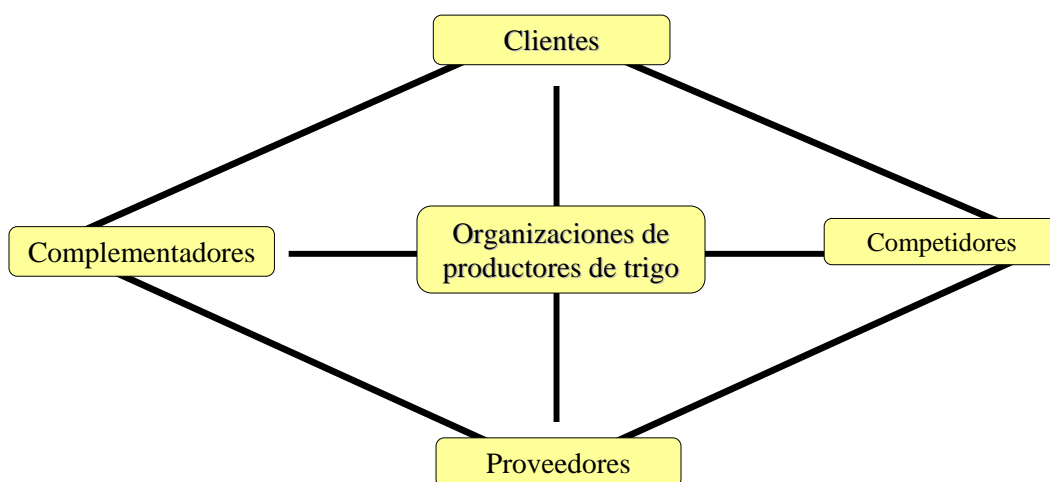 Clientes
Complementadores
Organizaciones de
productores de trigo
Competidores
Proveedores